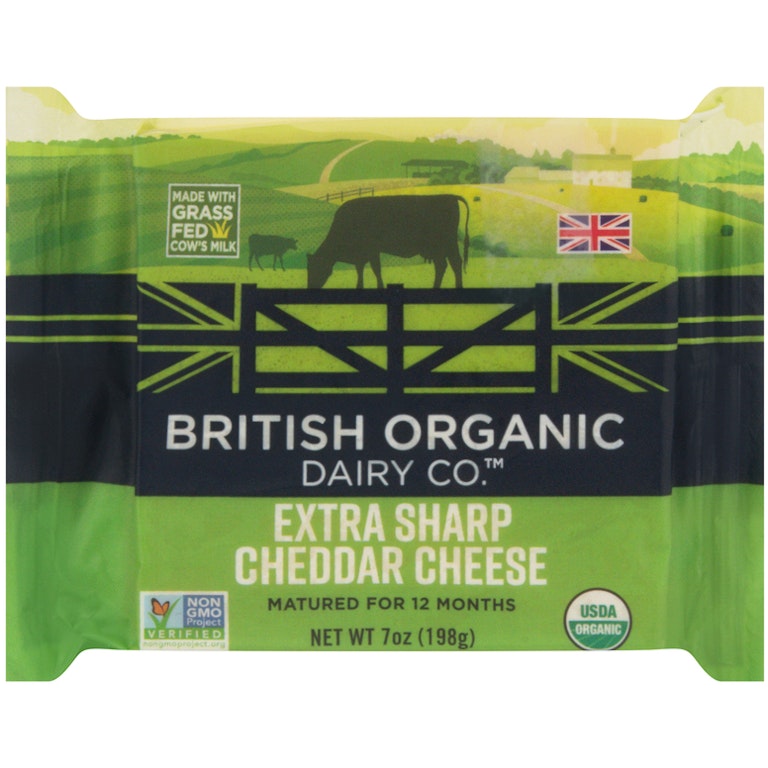 MADE WITH
GRASS
FED
COW'S MILK
BRITISH ORGANIC
DAIRY CO.™
EXTRA SHARP
CHEDDAR CHEESE
MATURED FOR 12 MONTHS
NON
GMO
Project
VERIFIED
nongmoproject.org
USDA
ORGANIC
NET WT 7oz (198g)